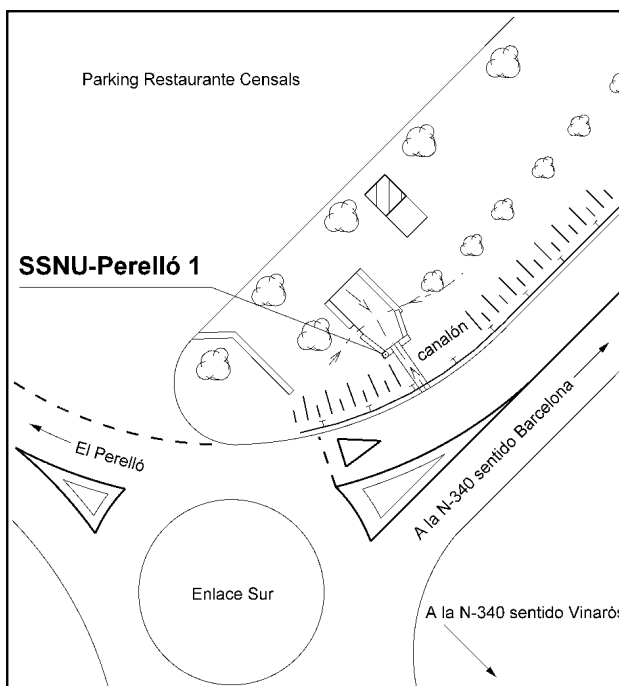 Parking Restaurante Censals
SSNU-Perelló 1
canalón
El Perelló
A la N-340 sentido Barcelona
Enlace Sur
A la N-340 sentido Vinaròs